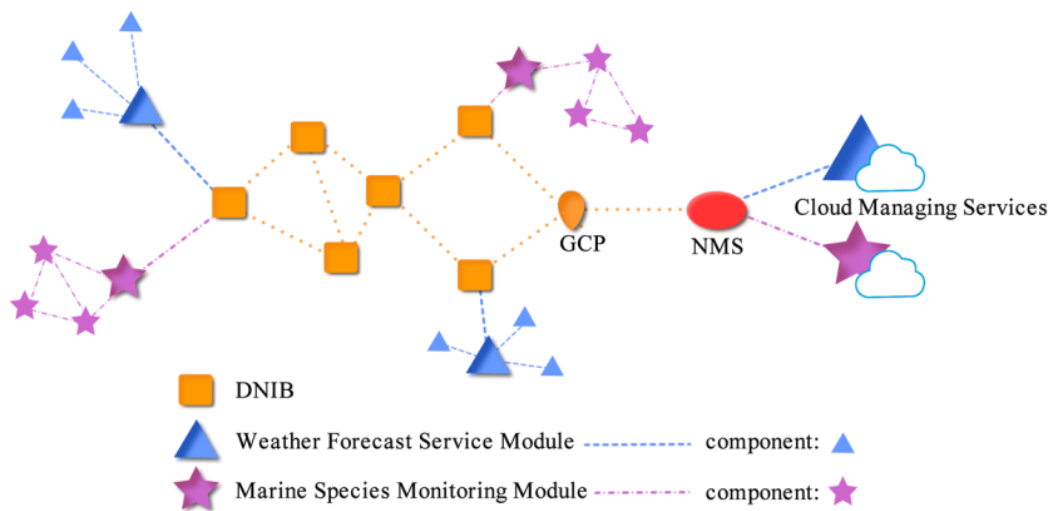 Cloud Managing Services
GCP
NMS
DNIB
Weather Forecast Service Module component:
Marine Species Monitoring Module component: